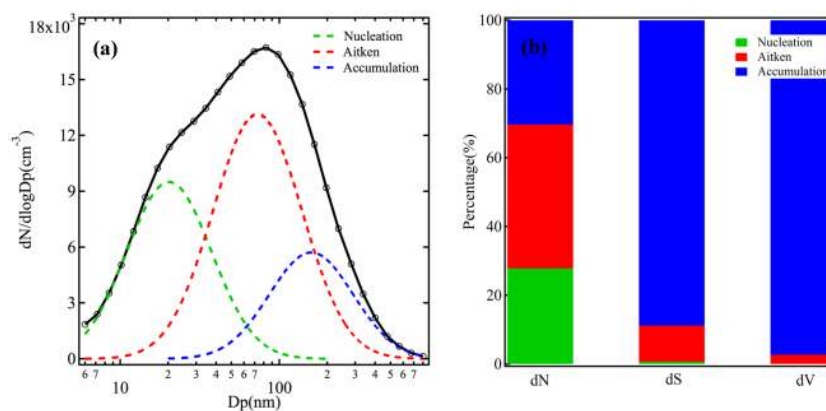 18x10³
(a)
Nucleation
Aitken
Accumulation
15
12
9
6
3
0
dN/dlogDp(cm⁻³)
6 7 2 3 4 5 6 7 2 3 4 5 6 7
10 100
Dp(nm)
100
(b)
Nucleation
Aitken
Accumulation
80
60
40
20
0
Percentage(%)
dN dS dV